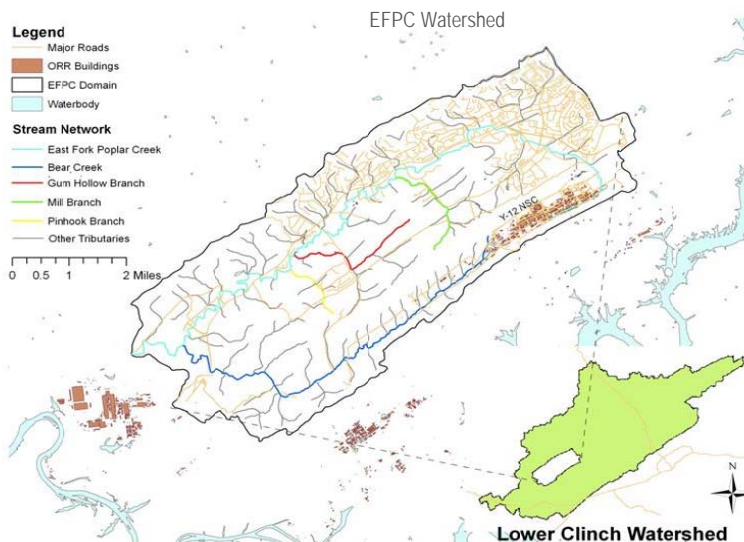 EFPC Watershed
Legend
Major Roads
ORR Buildings
EFPC Domain
Waterbody
Stream Network
East Fork Poplar Creek
Bear Creek
Gum Hollow Branch
Mill Branch
Pinhook Branch
Other Tributaries
0 0.5 1 2 Miles
Y-12 NSC
N
Lower Clinch Watershed